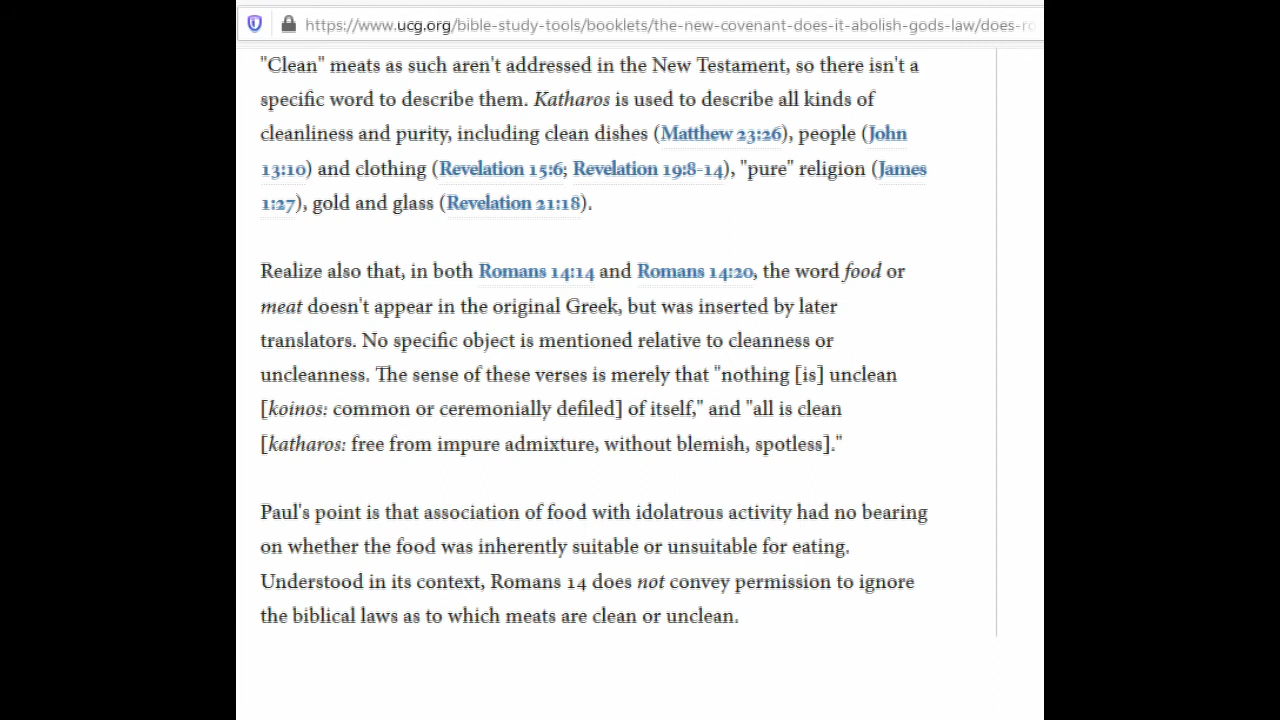 https://www.ucg.org/bible-study-tools/booklets/the-new-covenant-does-it-abolish-gods-law/does-ro
"Clean" meats as such aren't addressed in the New Testament, so there isn't a
specific word to describe them. Katharos is used to describe all kinds of
cleanliness and purity, including clean dishes (Matthew 23:26), people (John
13:10) and clothing (Revelation 15:6; Revelation 19:8-14), "pure" religion (James
1:27), gold and glass (Revelation 21:18).
Realize also that, in both Romans 14:14 and Romans 14:20, the word food or
meat doesn't appear in the original Greek, but was inserted by later
translators. No specific object is mentioned relative to cleanness or
uncleanness. The sense of these verses is merely that "nothing [is] unclean
[koinos: common or ceremonially defiled] of itself," and "all is clean
[katharos: free from impure admixture, without blemish, spotless]."
Paul's point is that association of food with idolatrous activity had no bearing
on whether the food was inherently suitable or unsuitable for eating.
Understood in its context, Romans 14 does not convey permission to ignore
the biblical laws as to which meats are clean or unclean.